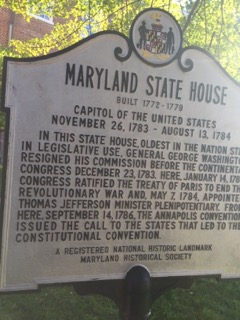 MARYLAND STATE HOUSE
BUILT 1772-1779
CAPITOL OF THE UNITED STATES
NOVEMBER 26, 1783 - AUGUST 13, 1784
IN THIS STATE HOUSE, OLDEST IN THE NATION STILL
IN LEGISLATIVE USE, GENERAL GEORGE WASHINGTON
RESIGNED HIS COMMISSION BEFORE THE CONTINENTAL
CONGRESS DECEMBER 23, 1783. HERE, JANUARY 14, 1784,
CONGRESS RATIFIED THE TREATY OF PARIS TO END THE
REVOLUTIONARY WAR AND, MAY 7, 1784, APPOINTED
THOMAS JEFFERSON MINISTER PLENIPOTENTIARY. FROM
HERE, SEPTEMBER 14, 1786, THE ANNAPOLIS CONVENTION
ISSUED THE CALL TO THE STATES THAT LED TO THE
CONSTITUTIONAL CONVENTION.
A REGISTERED NATIONAL HISTORIC LANDMARK
MARYLAND HISTORICAL SOCIETY